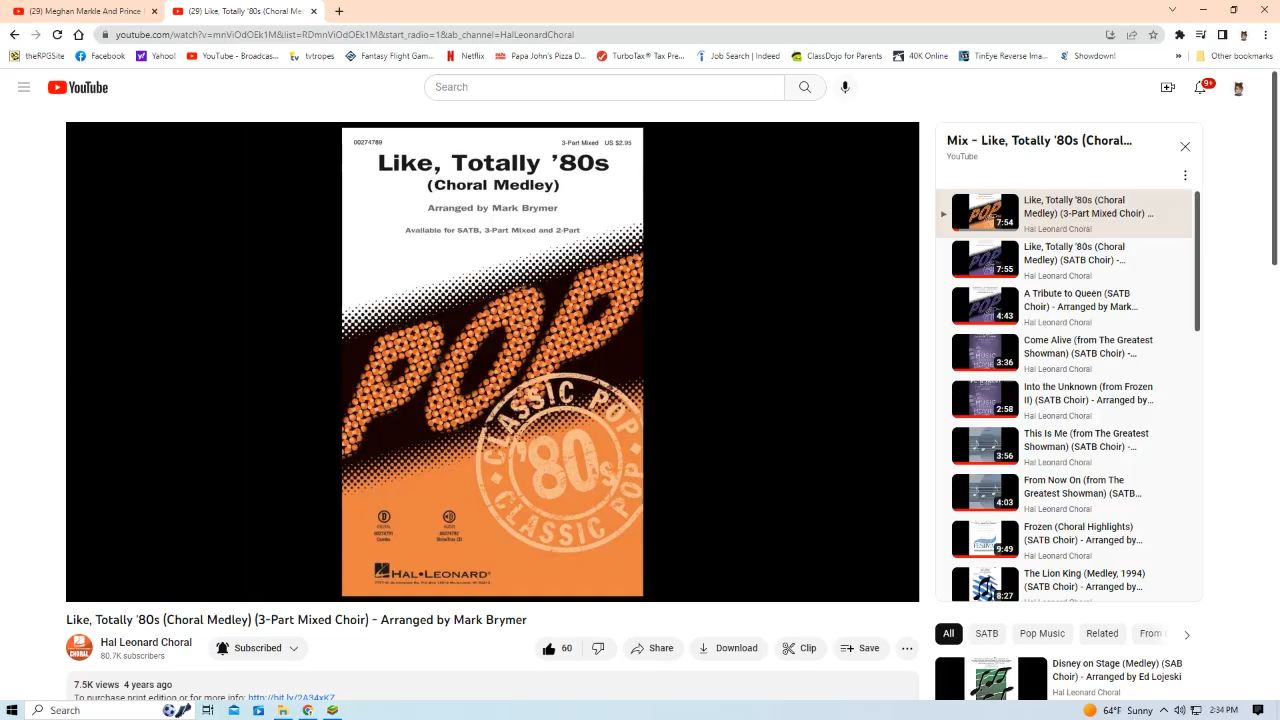 (29) Meghan Markle And Prince
(29) Like, Totally '80s (Choral Me
youtube.com/watch?v=mnViOdOEk1M&list=RDmnViOdOEk1M&start_radio=1&ab_channel=HalLeonardChoral
theRPGSite
Facebook
Yahoo!
YouTube - Broadcas...
tvtropes
Fantasy Flight Gam...
Netflix
Papa John's Pizza D...
TurboTax® Tax Pre...
Job Search | Indeed
ClassDojo for Teach...
40K Online
TinEye Reverse Ima...
Showdown!
YouTube
Search
9+
00274789
3-Part Mixed US $2.95
Like, Totally '80s
(Choral Medley)
Arranged by Mark Brymer
Available for SATB, 3-Part Mixed and 2-Part
POP
CLASSIC POP
80s
CLASSIC POP
HAL•LEONARD®
Mix - Like, Totally '80s (Choral...
YouTube
Like, Totally '80s (Choral
Medley) (3-Part Mixed Choir) ...
Hal Leonard Choral
7:54
Like, Totally '80s (Choral
Medley) (SATB Choir) -...
Hal Leonard Choral
7:55
A Tribute to Queen (SATB
Choir) - Arranged by Mark...
Hal Leonard Choral
4:43
Come Alive (from The Greatest
Showman) (SATB Choir) -...
Hal Leonard Choral
3:36
Into the Unknown (from Frozen
II) (SATB Choir) - Arranged by...
Hal Leonard Choral
2:58
This Is Me (from The Greatest
Showman) (SATB Choir) -...
Hal Leonard Choral
3:56
From Now On (from The
Greatest Showman) (SATB...
Hal Leonard Choral
4:03
Frozen (Choral Highlights)
(SATB Choir) - Arranged by...
Hal Leonard Choral
9:49
The Lion King (Medley, 1994)
(SATB Choir) - Arranged by...
8:27
Like, Totally '80s (Choral Medley) (3-Part Mixed Choir) - Arranged by Mark Brymer
Hal Leonard Choral
80.7K subscribers
Subscribed
60
Share
Download
Clip
Save
7.5K views 4 years ago
To purchase print edition or for more info: http://bit.ly/2A34xKZ
All
SATB
Pop Music
Related
From
Disney on Stage (Medley) (SAB
Choir) - Arranged by Ed Lojeski
Hal Leonard Choral
Search
64°F Sunny
2:34 PM